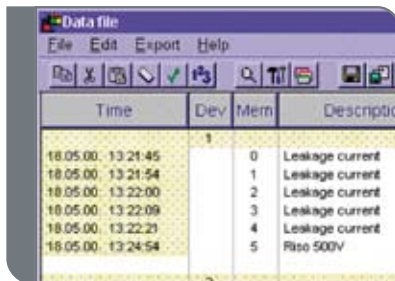 Data file
File Edit Export Help
1²3
Time Dev Mem Descriptio
1
18.05.00. 13:21:45 0 Leakage current
18.05.00. 13:21:54 1 Leakage current
18.05.00. 13:22:00 2 Leakage current
18.05.00. 13:22:09 3 Leakage current
18.05.00. 13:22:21 4 Leakage current
18.05.00. 13:24:54 5 Riso 500V